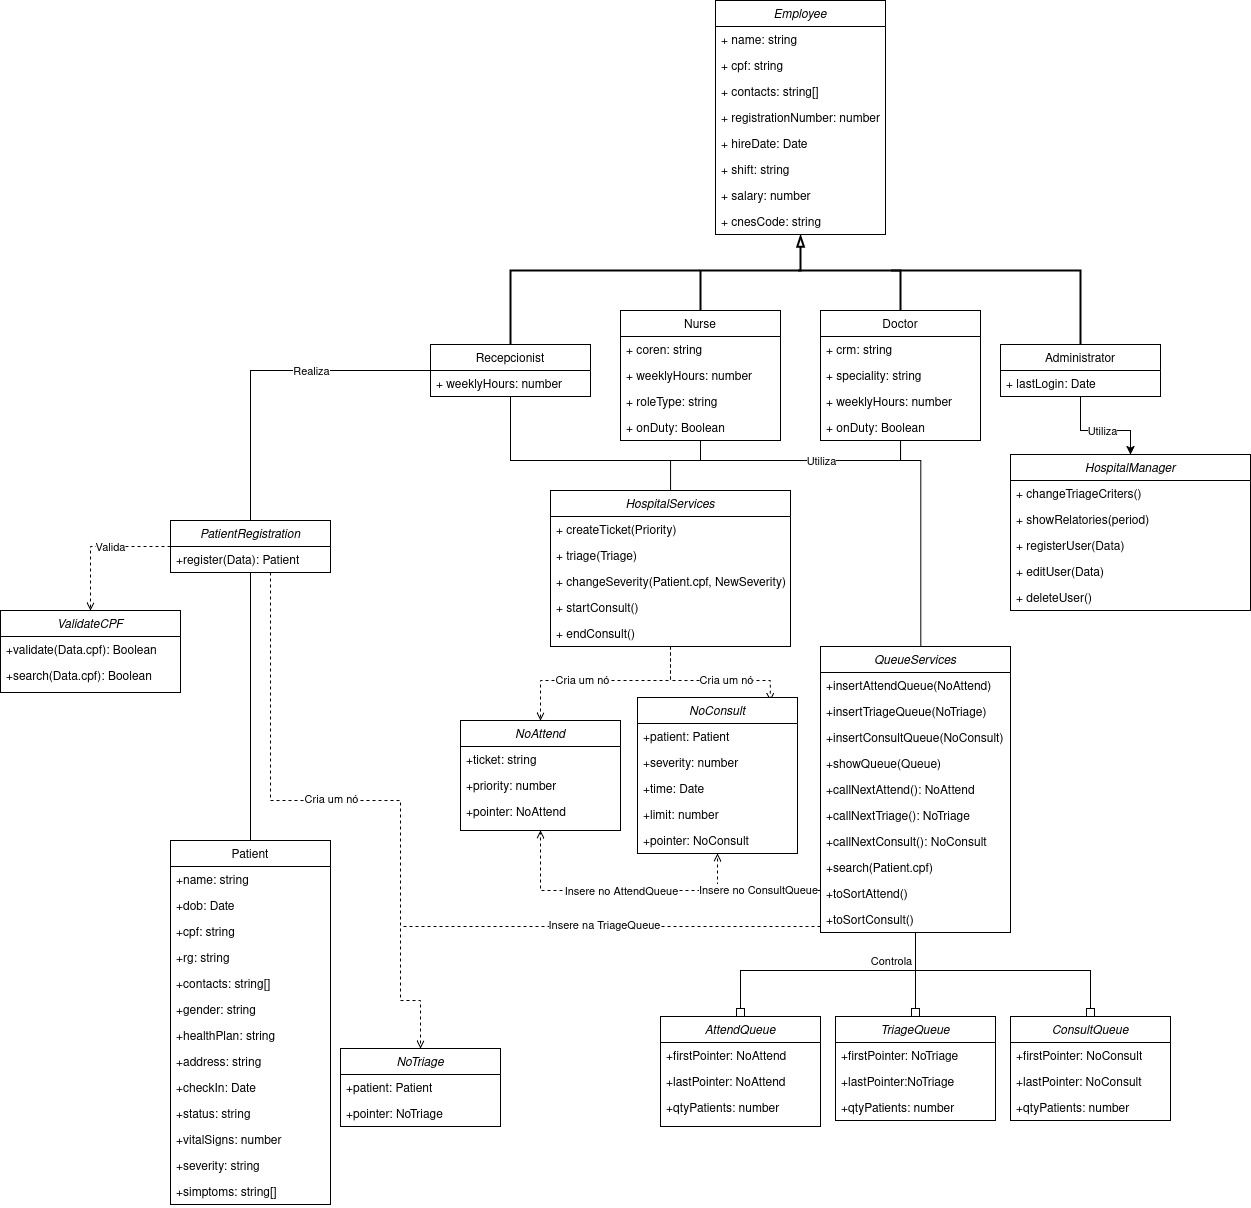 Employee
+ name: string
+ cpf: string
+ contacts: string[]
+ registrationNumber: number
+ hireDate: Date
+ shift: string
+ salary: number
+ cnesCode: string
Recepcionist
+ weeklyHours: number
Nurse
+ coren: string
+ weeklyHours: number
+ roleType: string
+ onDuty: Boolean
Doctor
+ crm: string
+ speciality: string
+ weeklyHours: number
+ onDuty: Boolean
Administrator
+ lastLogin: Date
Realiza
Utiliza
Utiliza
HospitalManager
+ changeTriageCriters()
+ showRelatories(period)
+ registerUser(Data)
+ editUser(Data)
+ deleteUser()
HospitalServices
+ createTicket(Priority)
+ triage(Triage)
+ changeSeverity(Patient.cpf, NewSeverity)
+ startConsult()
+ endConsult()
PatientRegistration
+register(Data): Patient
Valida
ValidateCPF
+validate(Data.cpf): Boolean
+search(Data.cpf): Boolean
Cria um nó
Cria um nó
NoAttend
+ticket: string
+priority: number
+pointer: NoAttend
NoConsult
+patient: Patient
+severity: number
+time: Date
+limit: number
+pointer: NoConsult
QueueServices
+insertAttendQueue(NoAttend)
+insertTriageQueue(NoTriage)
+insertConsultQueue(NoConsult)
+showQueue(Queue)
+callNextAttend(): NoAttend
+callNextTriage(): NoTriage
+callNextConsult(): NoConsult
+search(Patient.cpf)
+toSortAttend()
+toSortConsult()
Cria um nó
Insere no AttendQueue
Insere no ConsultQueue
Insere na TriageQueue
Controla
Patient
+name: string
+dob: Date
+cpf: string
+rg: string
+contacts: string[]
+gender: string
+healthPlan: string
+address: string
+checkIn: Date
+status: string
+vitalSigns: number
+severity: string
+simptoms: string[]
NoTriage
+patient: Patient
+pointer: NoTriage
AttendQueue
+firstPointer: NoAttend
+lastPointer: NoAttend
+qtyPatients: number
TriageQueue
+firstPointer: NoTriage
+lastPointer:NoTriage
+qtyPatients: number
ConsultQueue
+firstPointer: NoConsult
+lastPointer: NoConsult
+qtyPatients: number